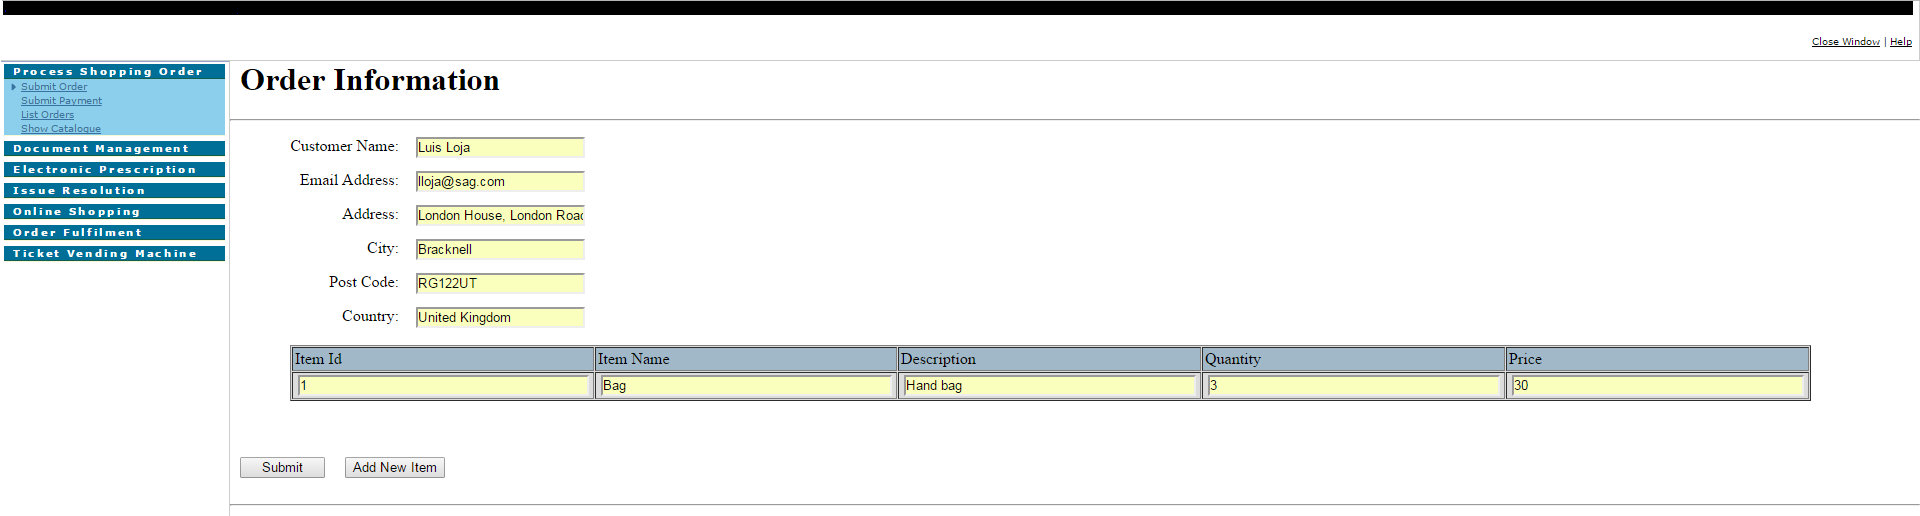 Close Window | Help
Process Shopping Order
Submit Order
Submit Payment
List Orders
Show Catalogue
Document Management
Electronic Prescription
Issue Resolution
Online Shopping
Order Fulfilment
Ticket Vending Machine
Order Information
Customer Name: Luis Loja
Email Address: lloja@sag.com
Address: London House, London Road
City: Bracknell
Post Code: RG122UT
Country: United Kingdom
Item Id Item Name Description Quantity Price
1 Bag Hand bag 3 30
Submit Add New Item